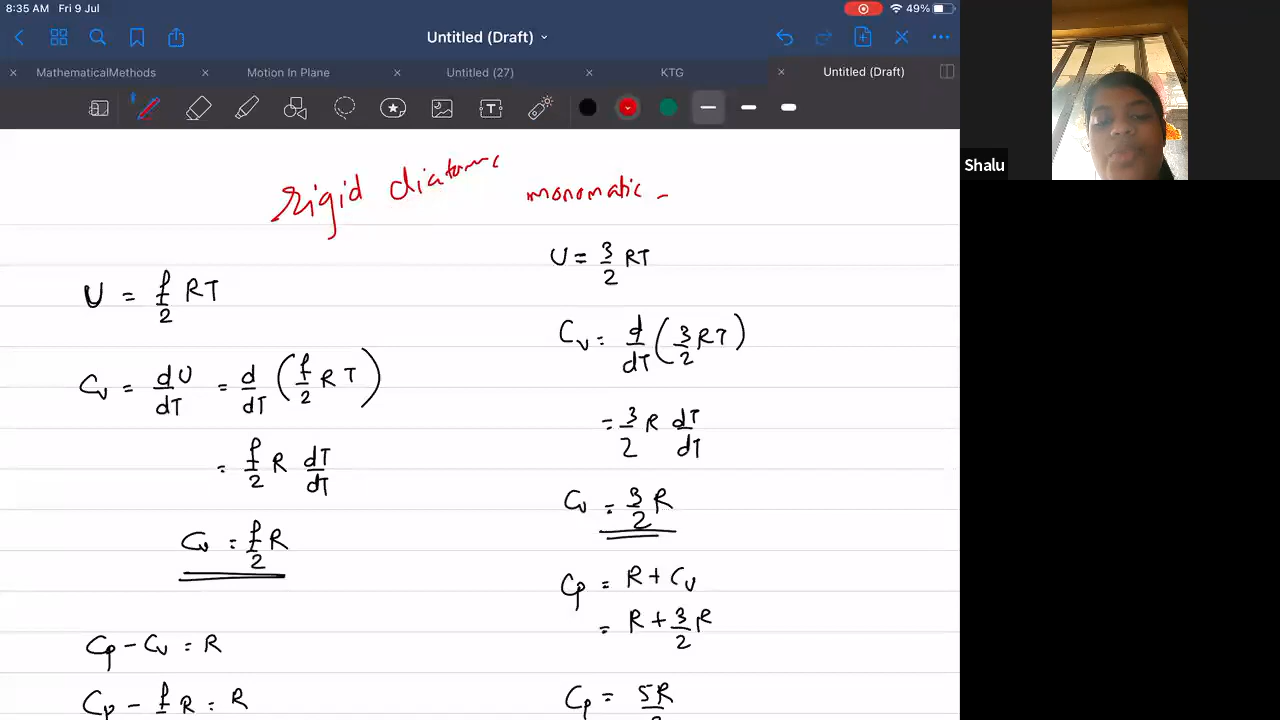 8:35 AM Fri 9 Jul
49%
Untitled (Draft)
MathematicalMethods
Motion In Plane
Untitled (27)
KTG
Untitled (Draft)
Shalu
rigid diatomc
monomatic -
U = f/2 RT
Cv = dU/dT = d/dT (f/2 RT)
= f/2 R dT/dT
Cv = f/2 R
Cp - Cv = R
Cp - f R = R
U = 3/2 RT
Cv = d/dT (3/2 RT)
= 3/2 R dT/dT
Cv = 3/2 R
Cp = R + Cv
= R + 3/2 R
Cp = 5R